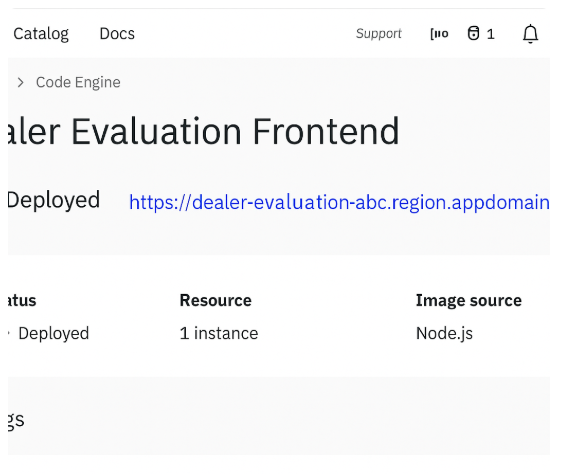 Catalog Docs Support 1
> Code Engine
aler Evaluation Frontend
Deployed https://dealer-evaluation-abc.region.appdomain
atus Resource Image source
Deployed 1 instance Node.js
gs